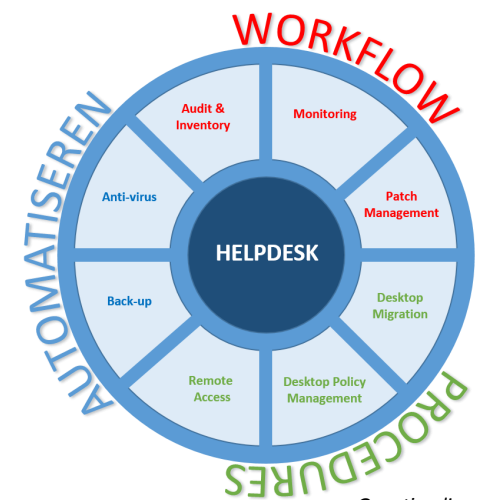 WORKFLOW
AUTOMATISEREN
PROCEDURES
Audit &
Inventory
Monitoring
Patch
Management
Desktop
Migration
Desktop Policy
Management
Remote
Access
Back-up
Anti-virus
HELPDESK